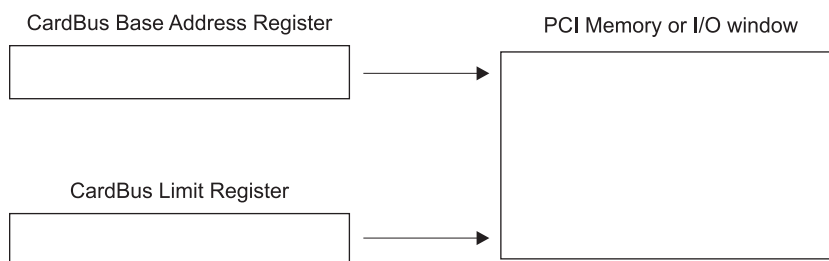 CardBus Base Address Register
PCI Memory or I/O window
CardBus Limit Register